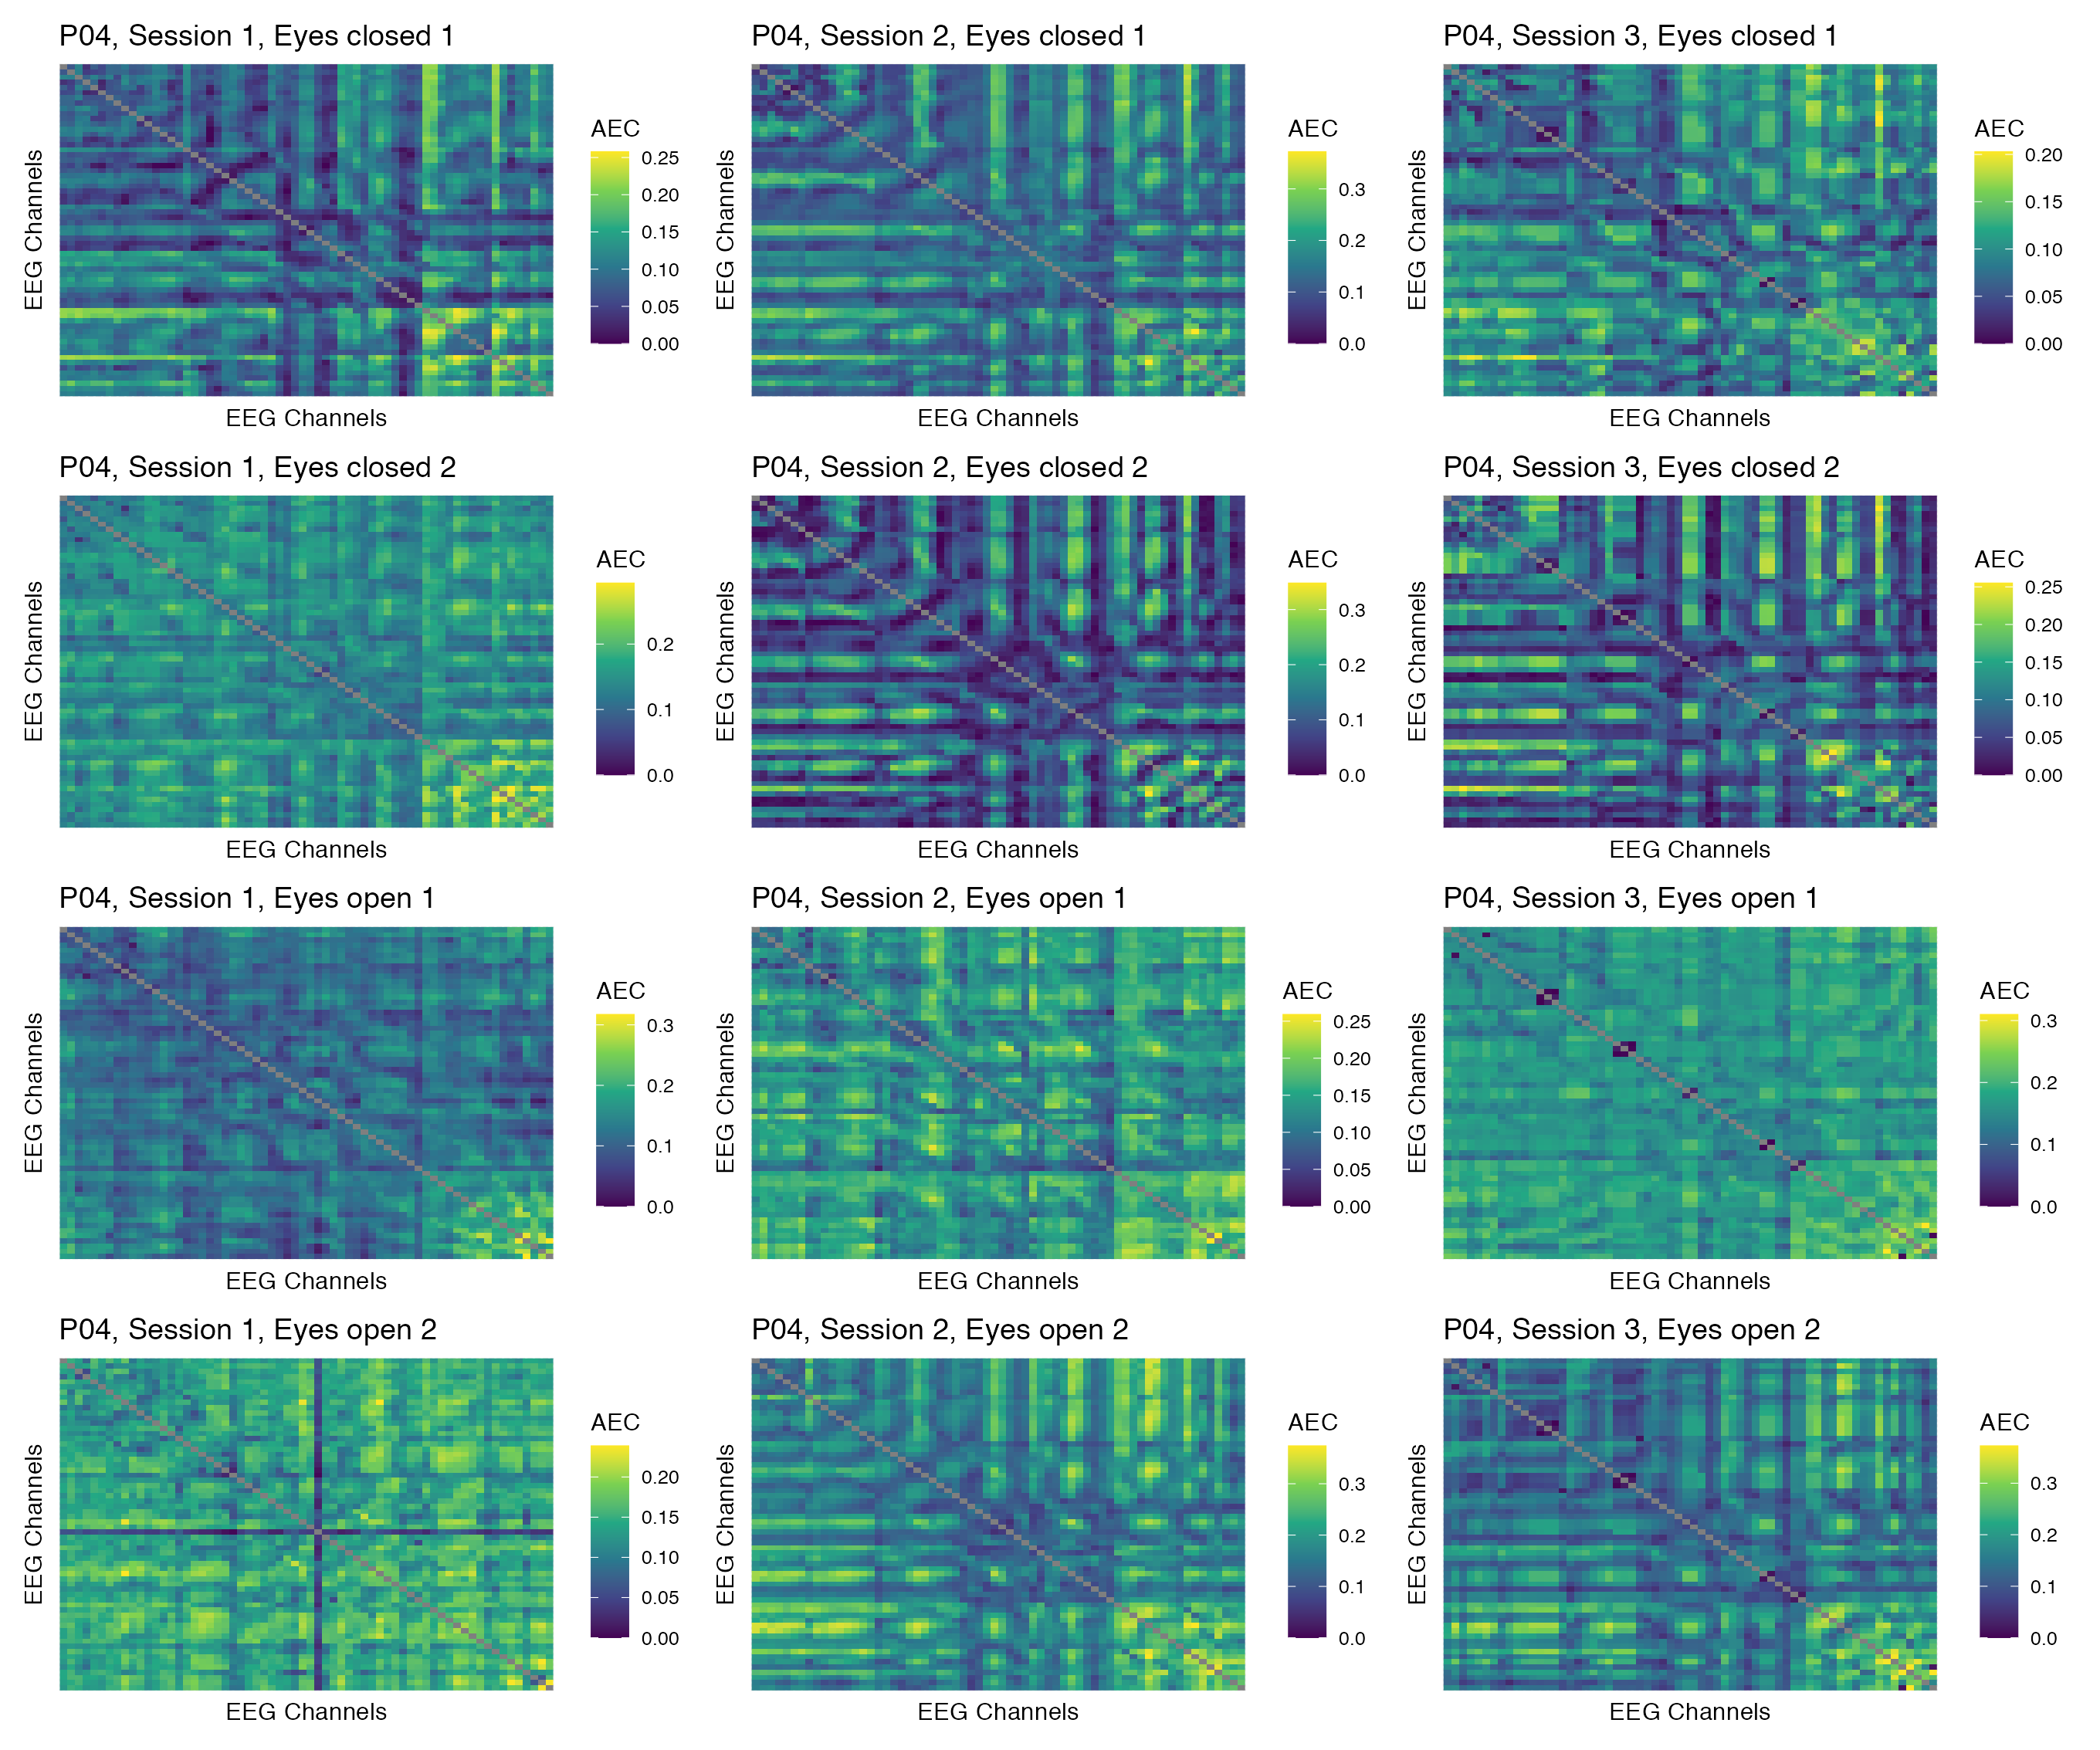 P04, Session 1, Eyes closed 1
EEG Channels
EEG Channels
AEC
0.25
0.20
0.15
0.10
0.05
0.00
P04, Session 2, Eyes closed 1
EEG Channels
EEG Channels
AEC
0.3
0.2
0.1
0.0
P04, Session 3, Eyes closed 1
EEG Channels
EEG Channels
AEC
0.20
0.15
0.10
0.05
0.00
P04, Session 1, Eyes closed 2
EEG Channels
EEG Channels
AEC
0.2
0.1
0.0
P04, Session 2, Eyes closed 2
EEG Channels
EEG Channels
AEC
0.3
0.2
0.1
0.0
P04, Session 3, Eyes closed 2
EEG Channels
EEG Channels
AEC
0.25
0.20
0.15
0.10
0.05
0.00
P04, Session 1, Eyes open 1
EEG Channels
EEG Channels
AEC
0.3
0.2
0.1
0.0
P04, Session 2, Eyes open 1
EEG Channels
EEG Channels
AEC
0.25
0.20
0.15
0.10
0.05
0.00
P04, Session 3, Eyes open 1
EEG Channels
EEG Channels
AEC
0.3
0.2
0.1
0.0
P04, Session 1, Eyes open 2
EEG Channels
EEG Channels
AEC
0.20
0.15
0.10
0.05
0.00
P04, Session 2, Eyes open 2
EEG Channels
EEG Channels
AEC
0.3
0.2
0.1
0.0
P04, Session 3, Eyes open 2
EEG Channels
EEG Channels
AEC
0.3
0.2
0.1
0.0